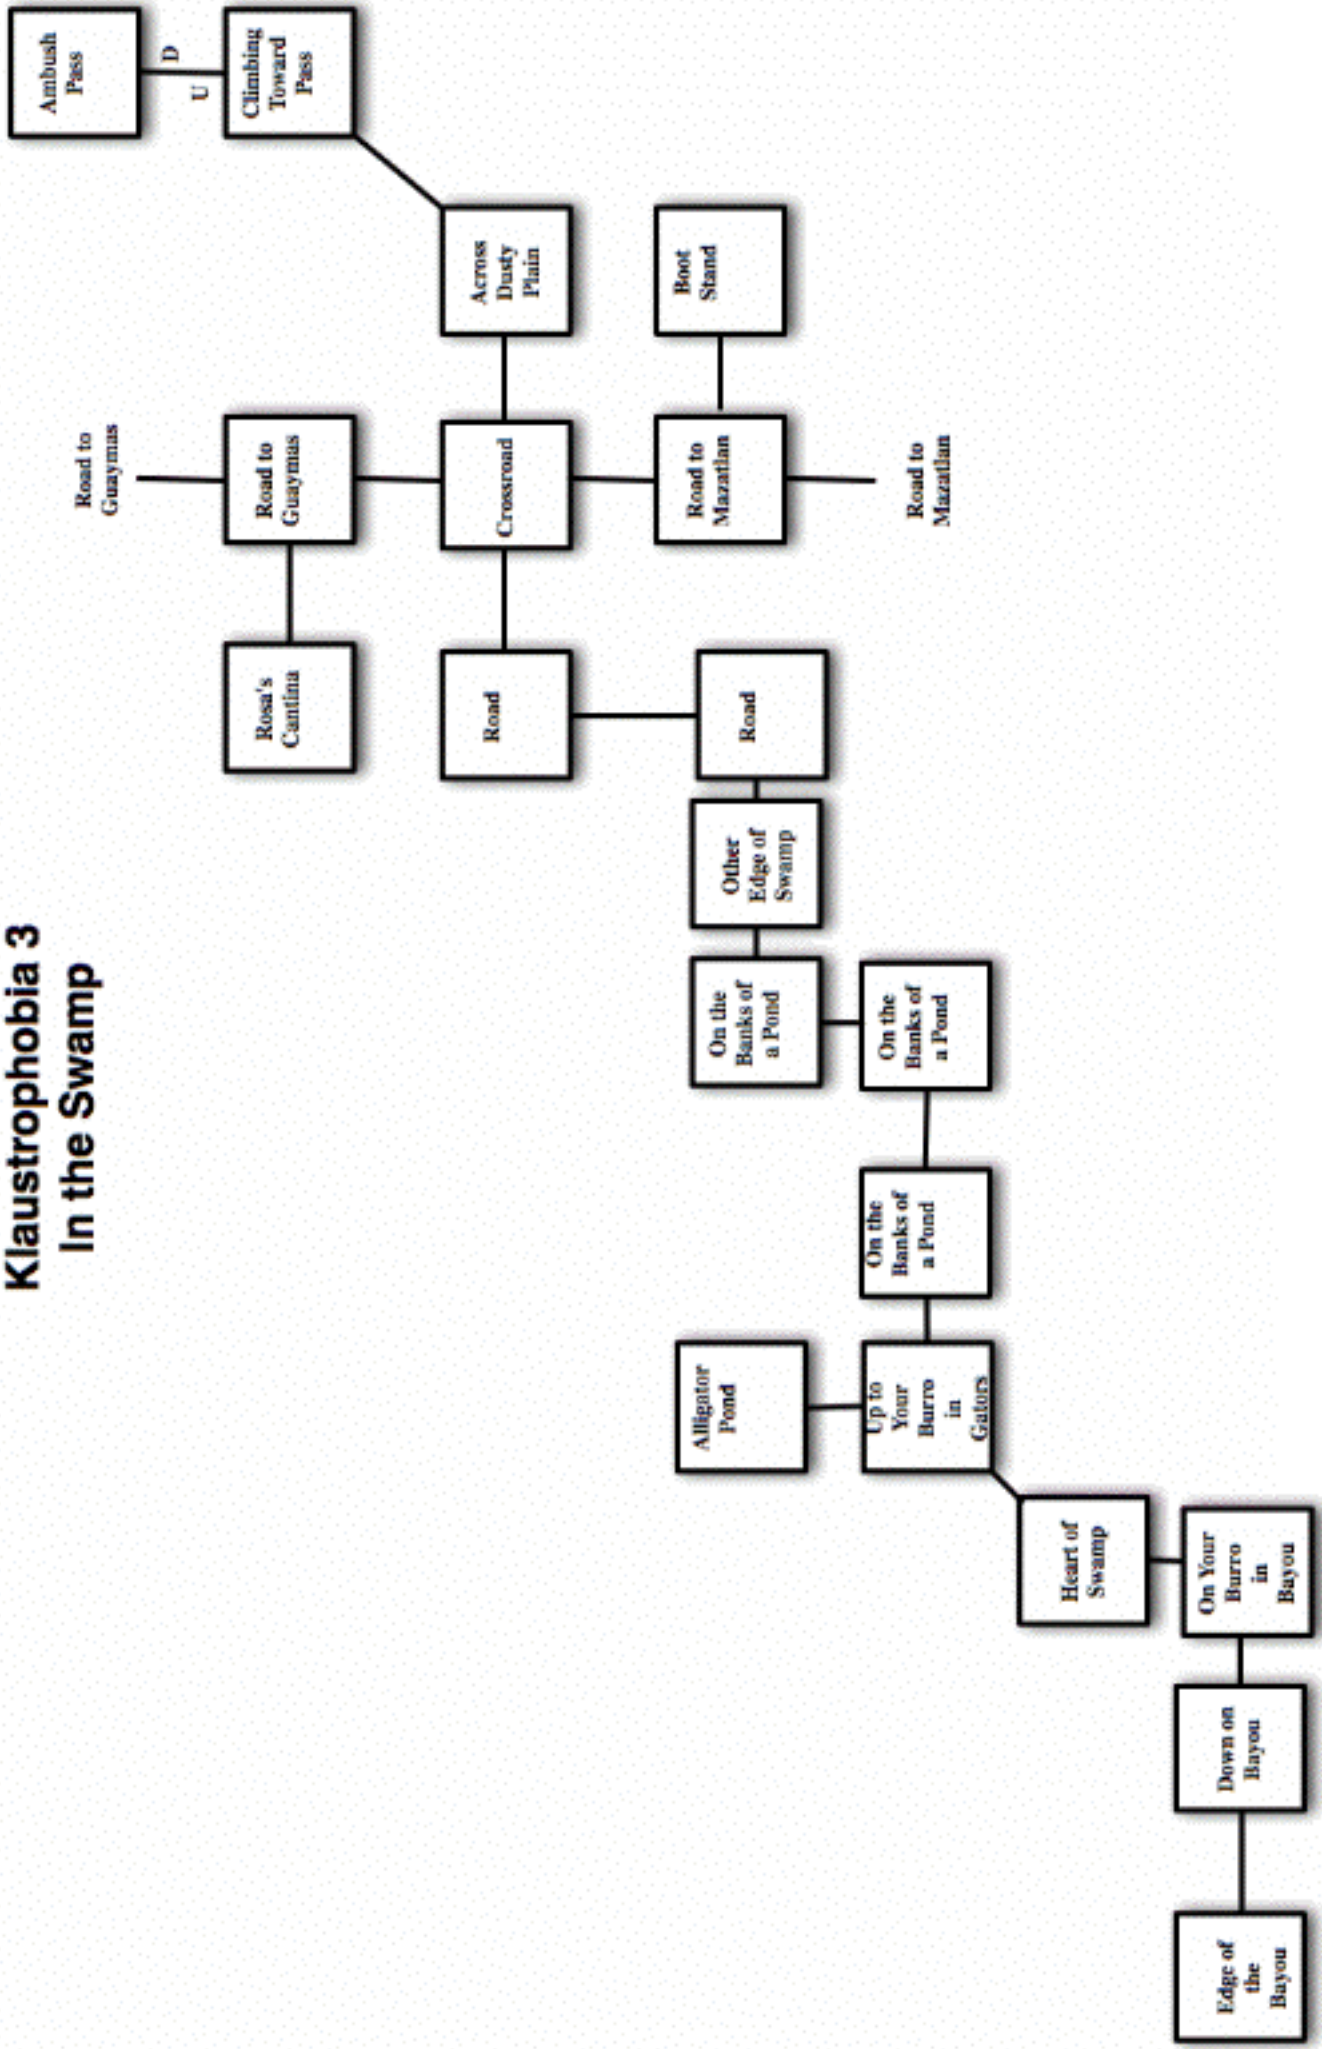 Klaustrophobia 3
In the Swamp
Ambush
Pass
D
U
Climbing
Toward
Pass
Road to
Guaymas
Rosa's
Cantina
Road to
Guaymas
Road
Crossroad
Across
Dusty
Plain
Road to
Mazatlan
Boot
Stand
Road to
Mazatlan
Alligator
Pond
On the
Banks of
a Pond
Other
Edge of
Swamp
Road
Up to
Your
Burro
in
Gators
On the
Banks of
a Pond
On the
Banks of
a Pond
Heart of
Swamp
Edge of
the
Bayou
Down on
Bayou
On Your
Burro
in
Bayou